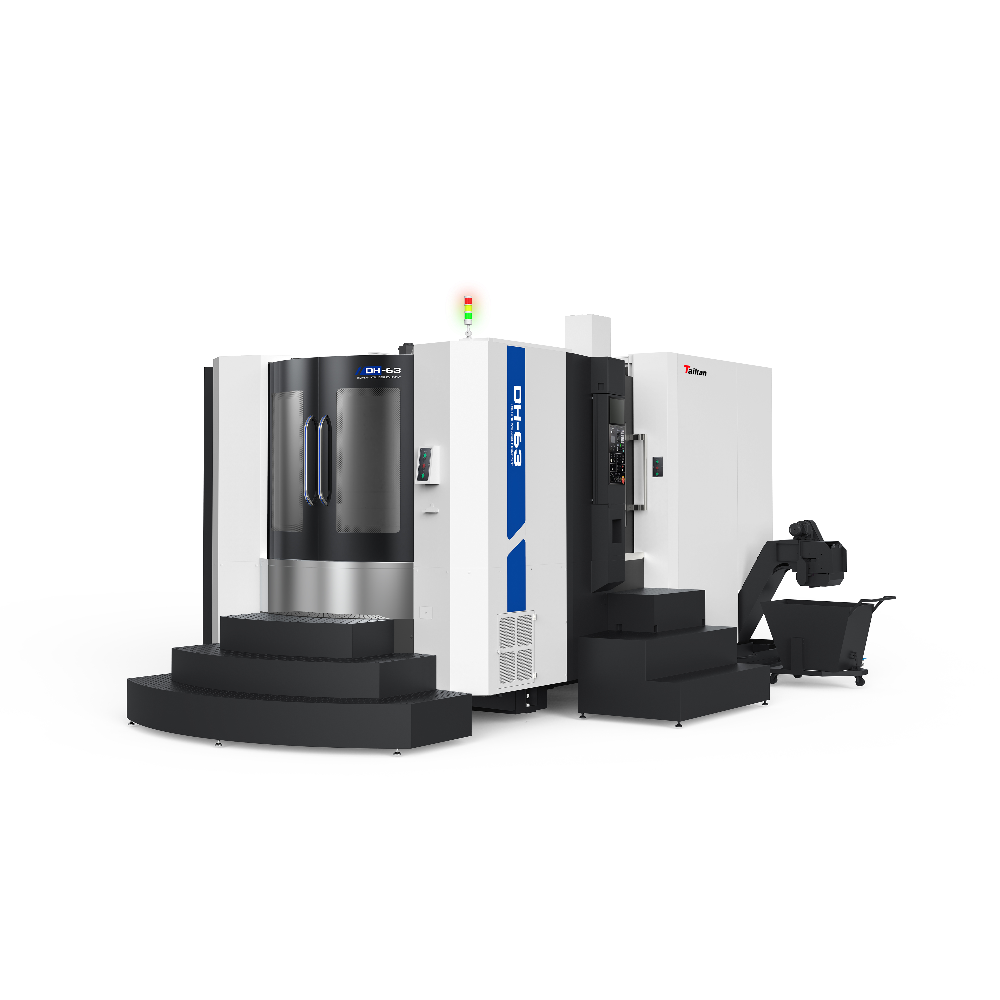 DH-63
HIGH-END INTELLIGENT EQUIPMENT
DH-63
HIGH-END INTELLIGENT EQUIPMENT
Taikan